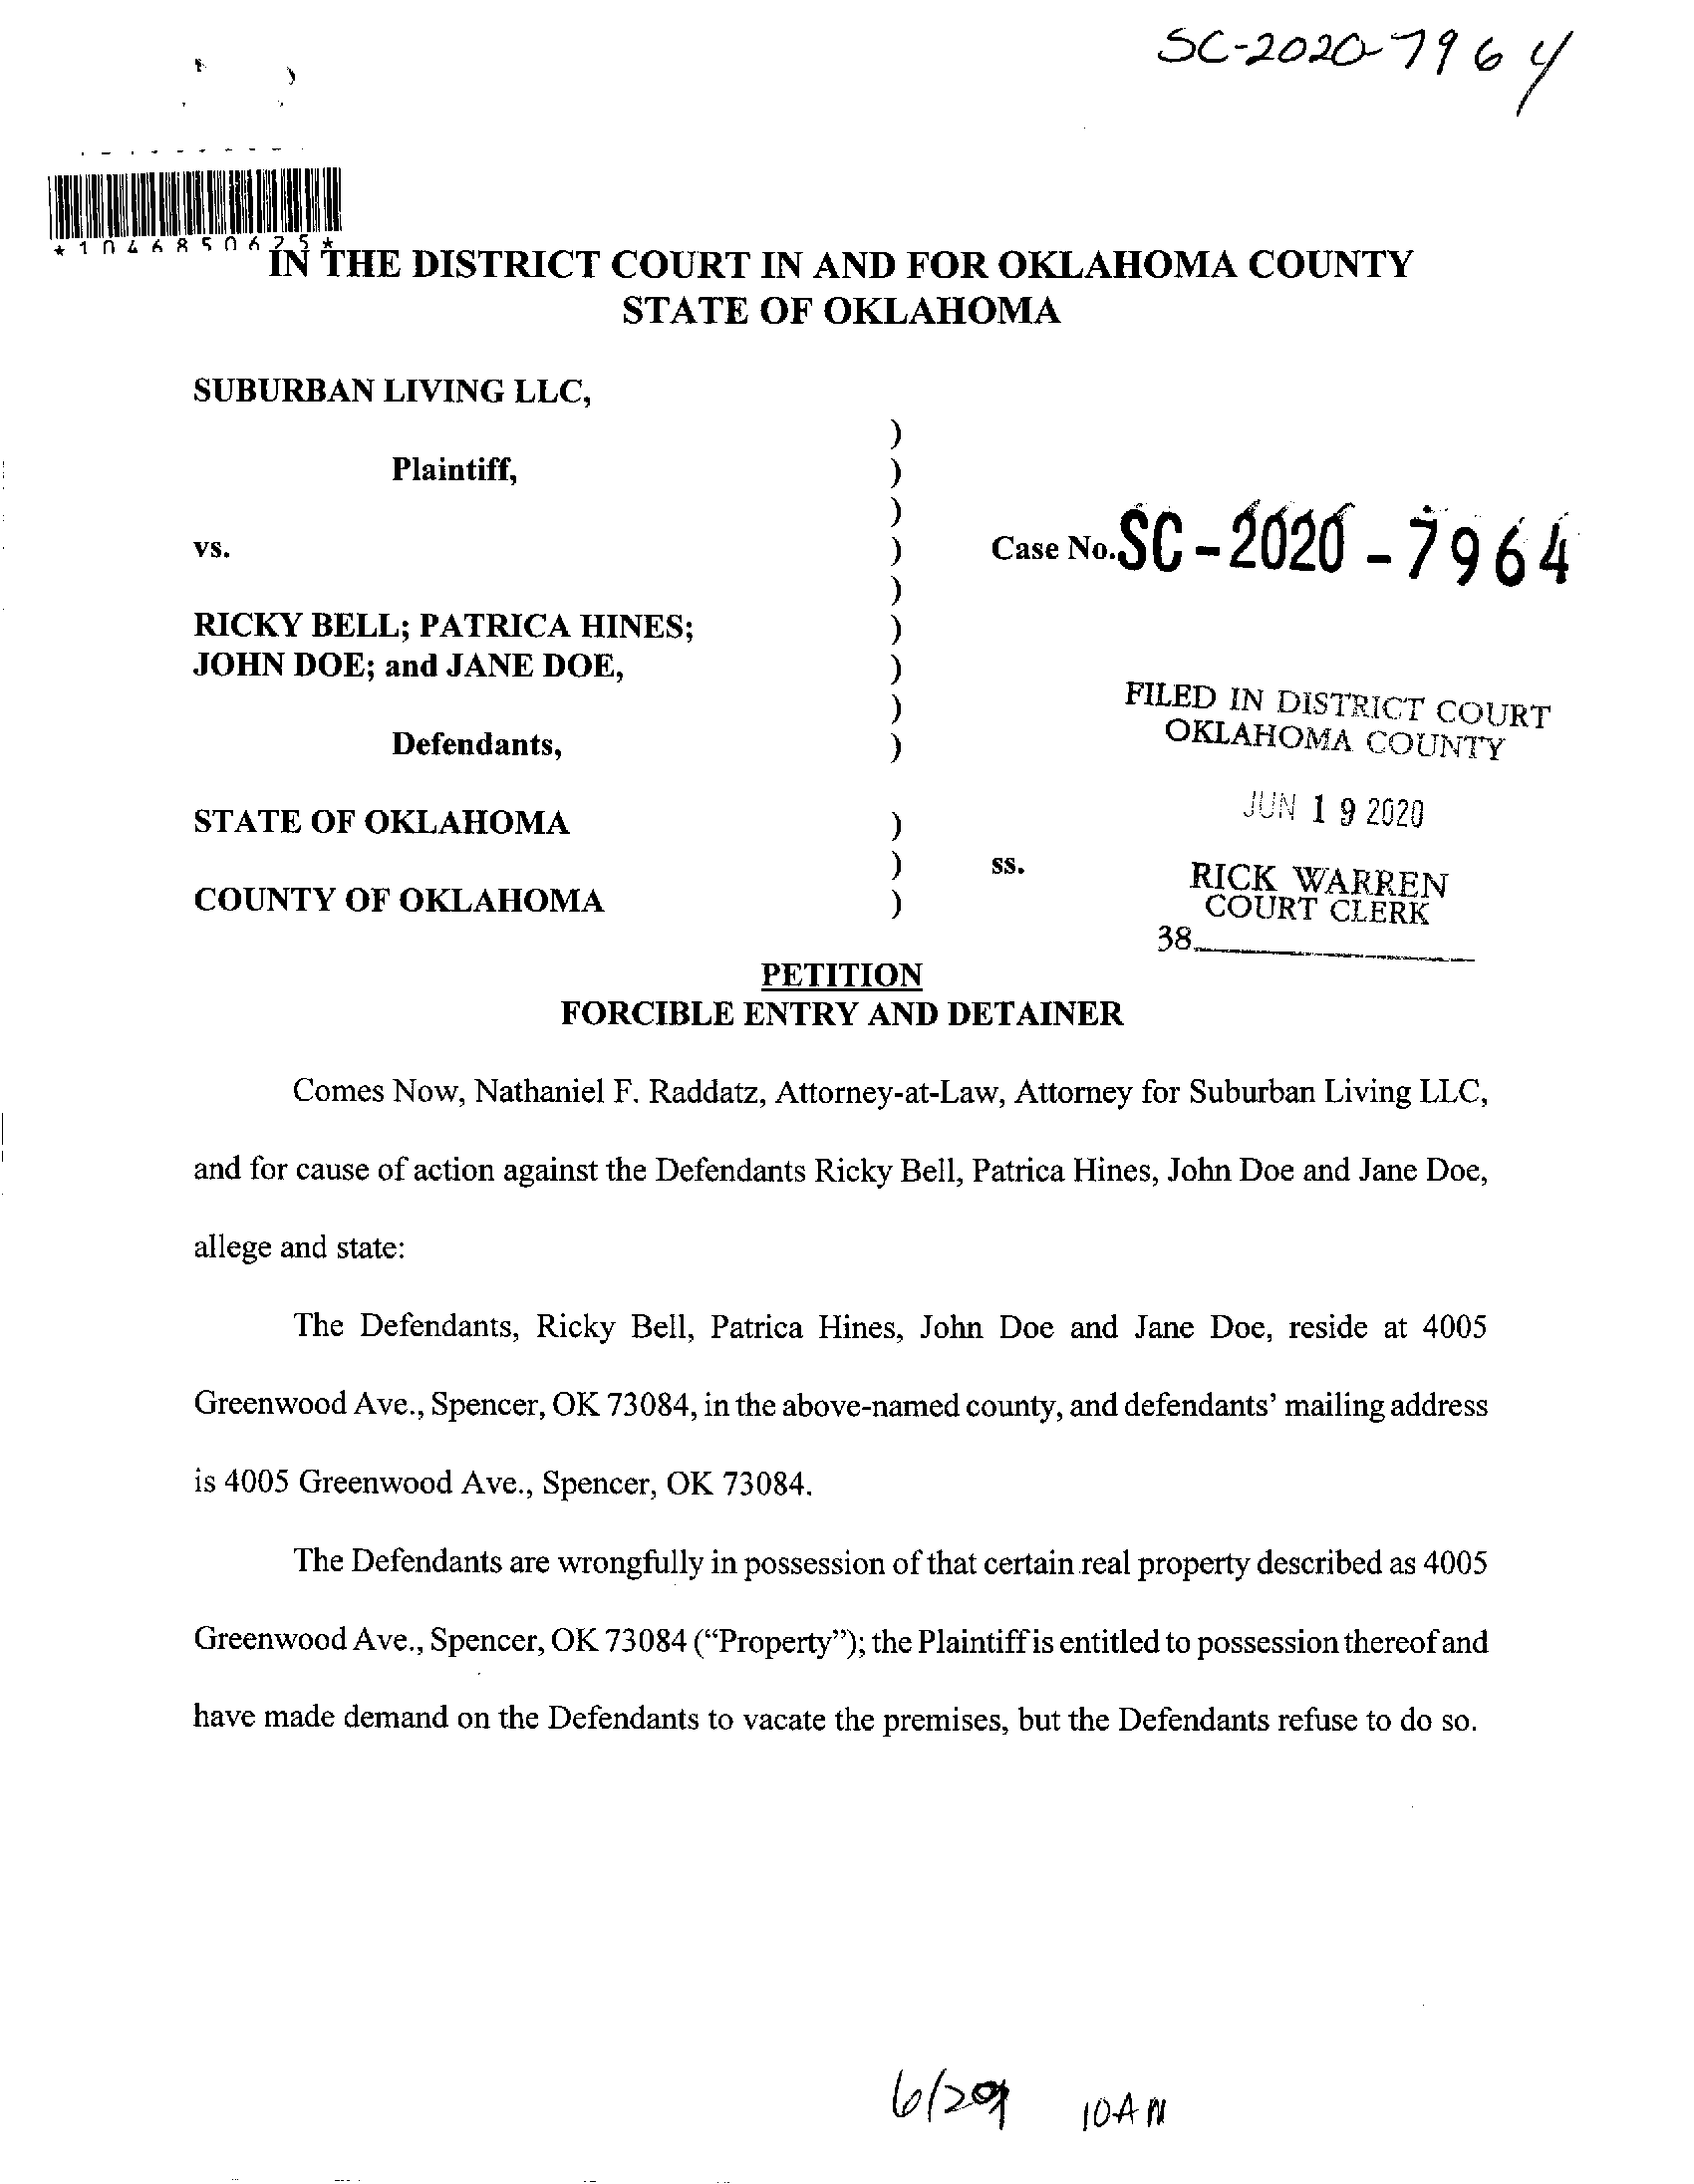 SC-2020-7964
*1046850625*
IN THE DISTRICT COURT IN AND FOR OKLAHOMA COUNTY
STATE OF OKLAHOMA
SUBURBAN LIVING LLC,
)
Plaintiff, )
)
vs. ) Case No. SC-2020-7964
)
RICKY BELL; PATRICA HINES; )
JOHN DOE; and JANE DOE, )
)
Defendants, )
FILED IN DISTRICT COURT
OKLAHOMA COUNTY
JUN 19 2020
RICK WARREN
COURT CLERK
38
STATE OF OKLAHOMA )
) ss.
COUNTY OF OKLAHOMA )
PETITION
FORCIBLE ENTRY AND DETAINER
Comes Now, Nathaniel F. Raddatz, Attorney-at-Law, Attorney for Suburban Living LLC,
and for cause of action against the Defendants Ricky Bell, Patrica Hines, John Doe and Jane Doe,
allege and state:
The Defendants, Ricky Bell, Patrica Hines, John Doe and Jane Doe, reside at 4005
Greenwood Ave., Spencer, OK 73084, in the above-named county, and defendants' mailing address
is 4005 Greenwood Ave., Spencer, OK 73084.
The Defendants are wrongfully in possession of that certain real property described as 4005
Greenwood Ave., Spencer, OK 73084 ("Property"); the Plaintiff is entitled to possession thereof and
have made demand on the Defendants to vacate the premises, but the Defendants refuse to do so.
10AM